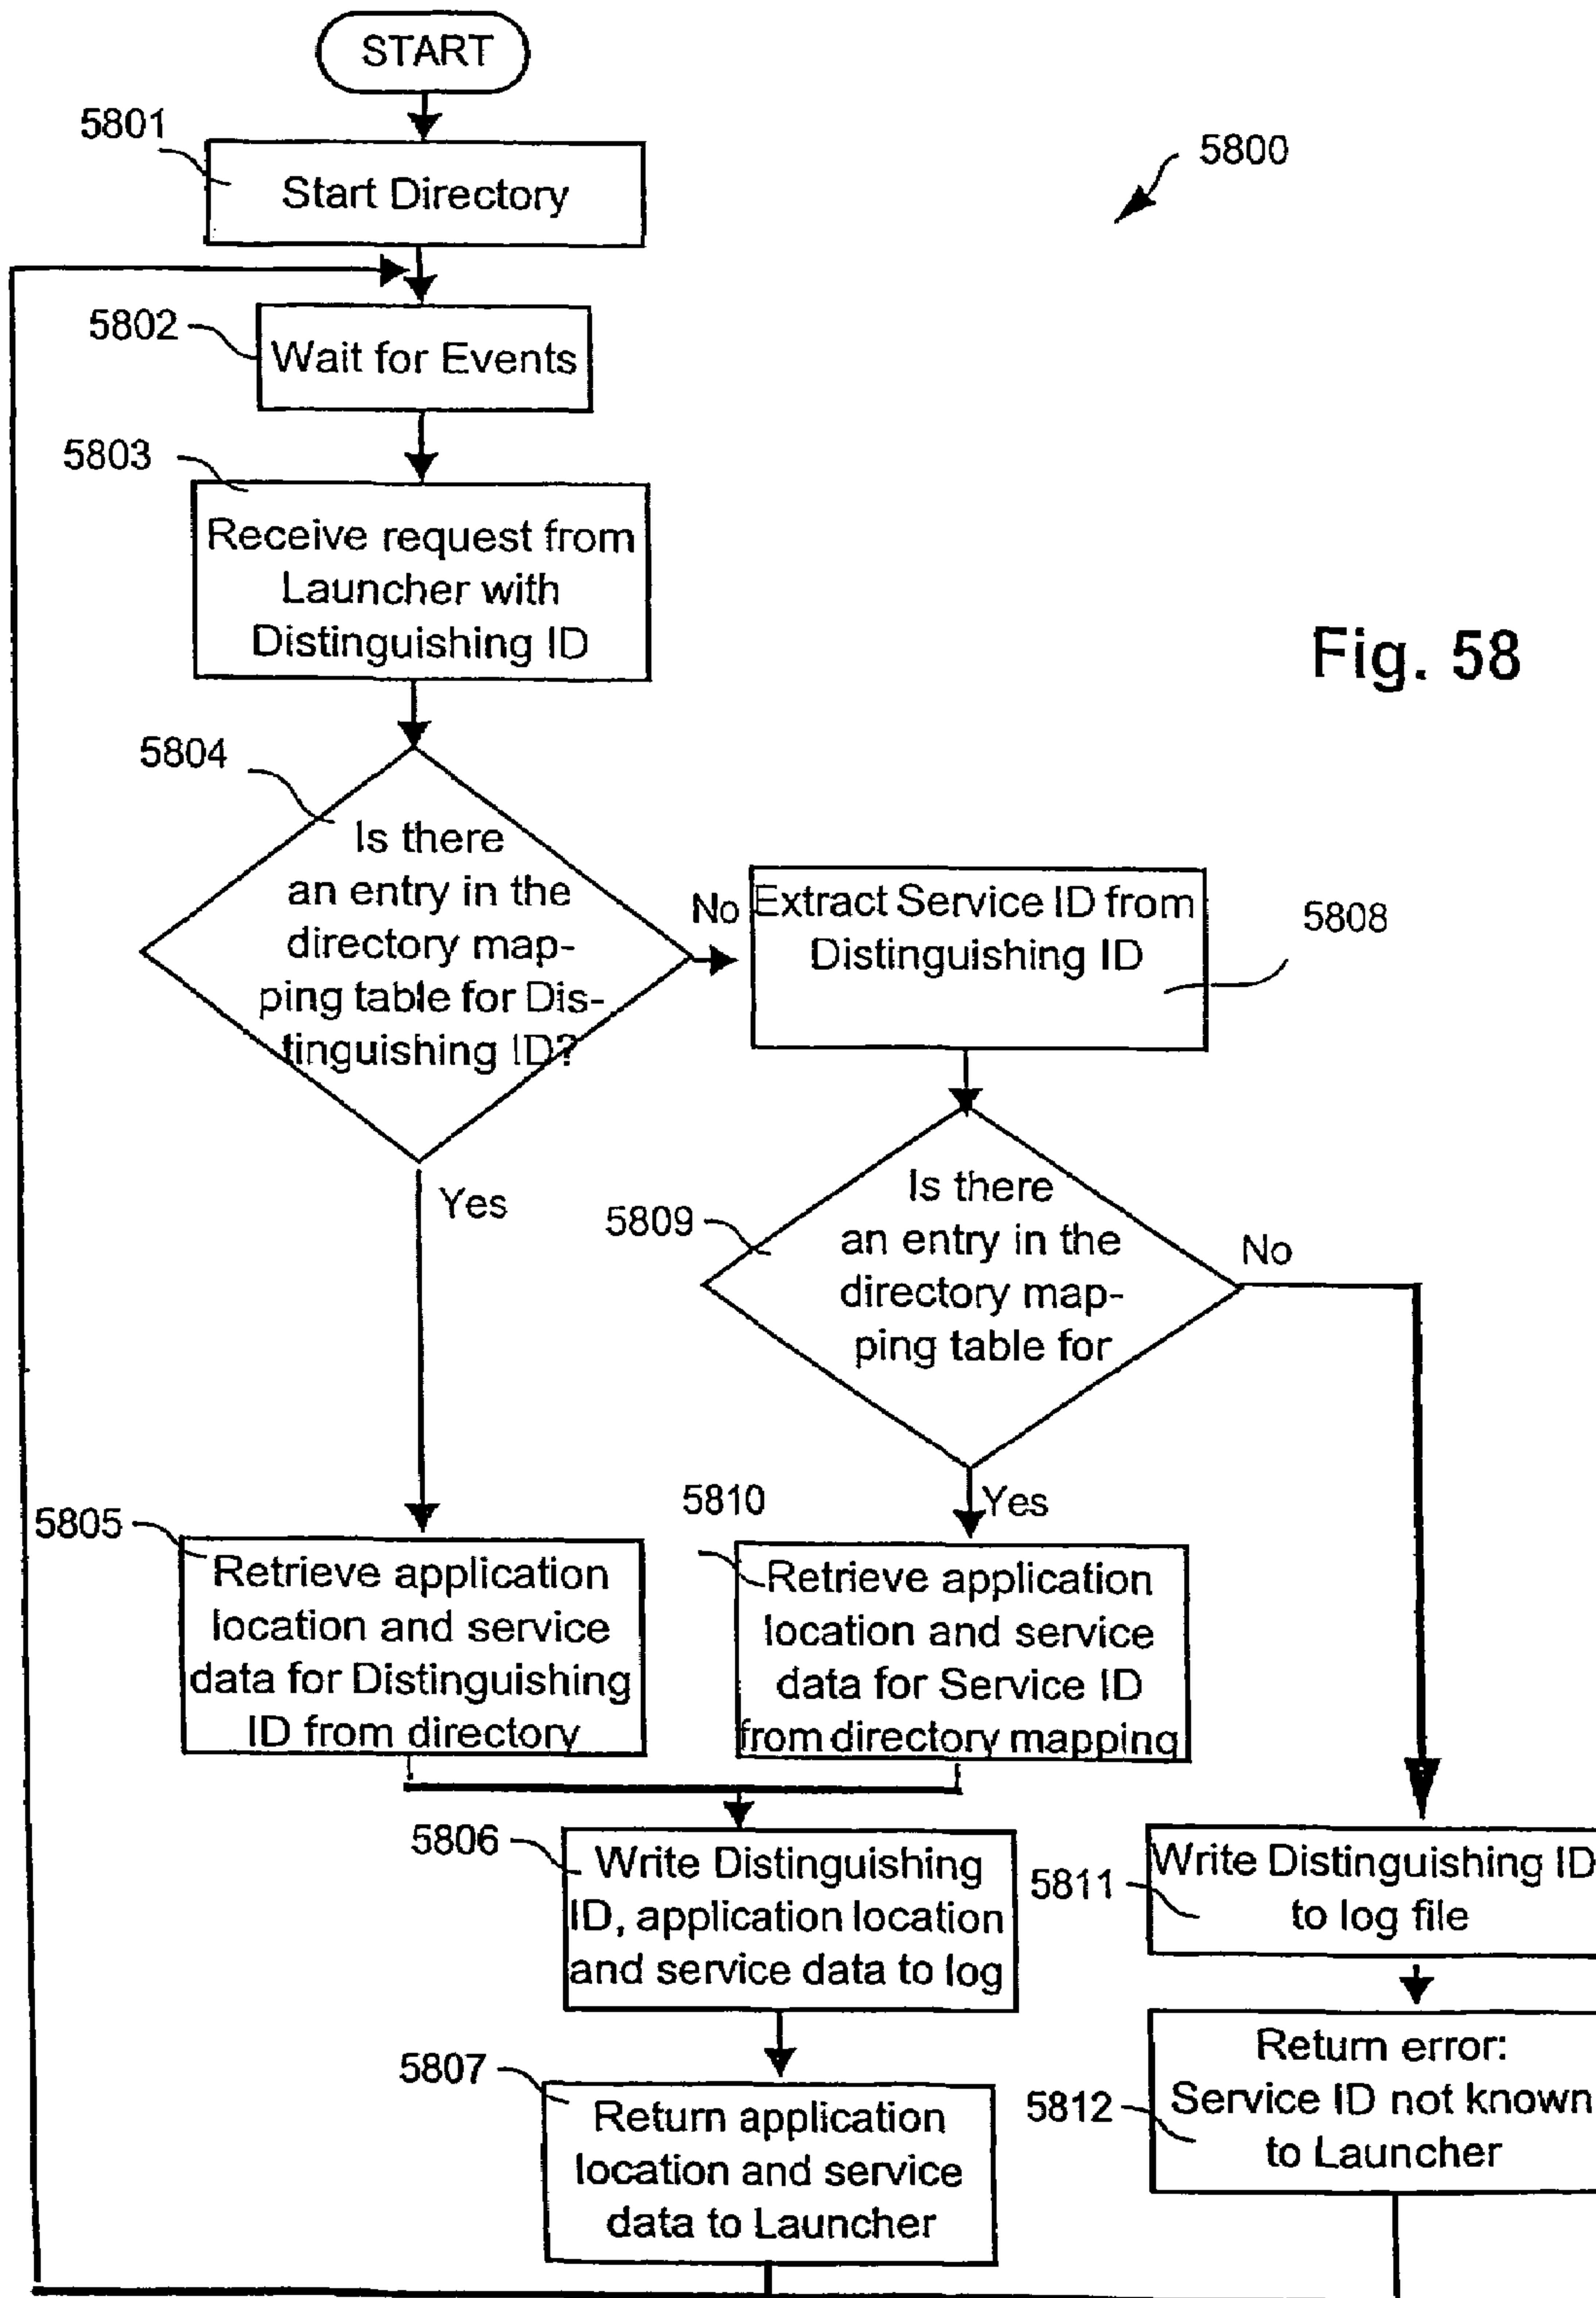 START
5801
5800
Start Directory
5802
Wait for Events
5803
Receive request from
Launcher with
Distinguishing ID
Fig. 58
5804
Is there
an entry in the
directory map-
ping table for Dis-
tinguishing ID?
No
Extract Service ID from
Distinguishing ID
5808
Yes
5809
Is there
an entry in the
directory map-
ping table for
No
Yes
5805
Retrieve application
location and service
data for Distinguishing
ID from directory
5810
Retrieve application
location and service
data for Service ID
from directory mapping
5806
Write Distinguishing
ID, application location
and service data to log
5811
Write Distinguishing ID
to log file
5807
Return application
location and service
data to Launcher
5812
Return error:
Service ID not known
to Launcher